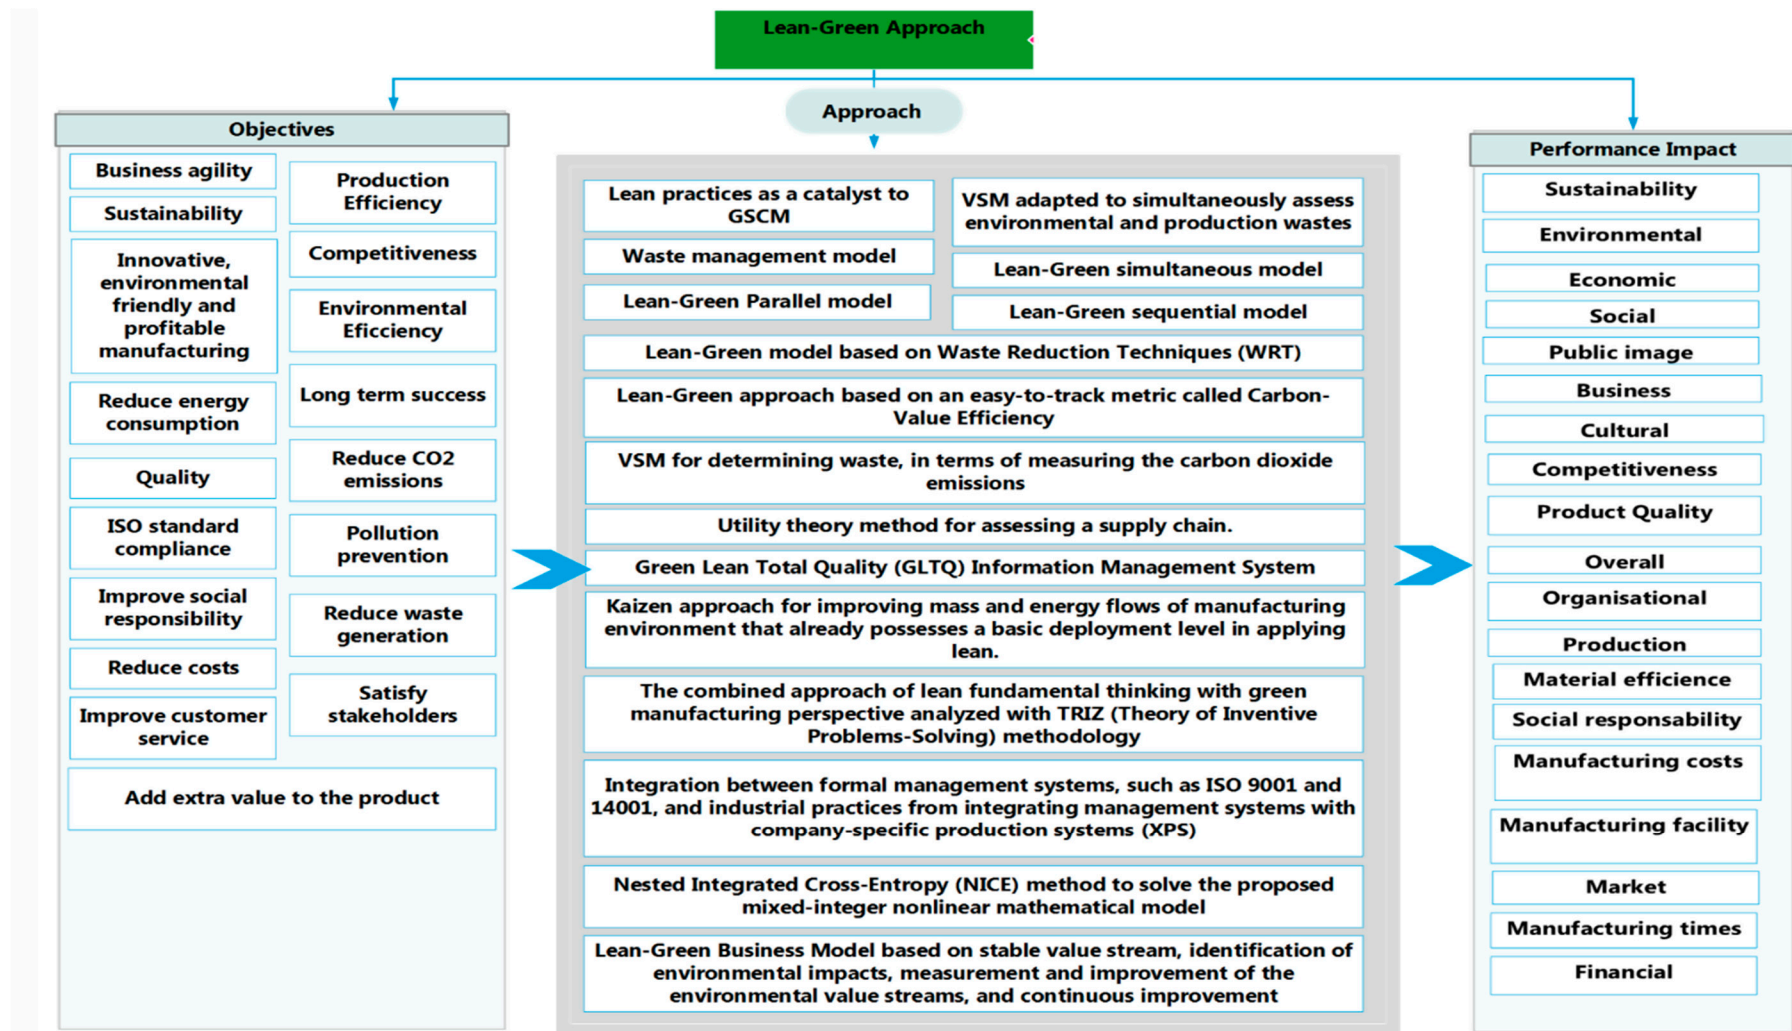 Lean-Green Approach
Approach
Objectives
Business agility
Sustainability
Innovative,
environmental
friendly and
profitable
manufacturing
Reduce energy
consumption
Quality
ISO standard
compliance
Improve social
responsibility
Reduce costs
Improve customer
service
Production
Efficiency
Competitiveness
Environmental
Eficciency
Long term success
Reduce CO2
emissions
Pollution
prevention
Reduce waste
generation
Satisfy
stakeholders
Add extra value to the product
Lean practices as a catalyst to
GSCM
Waste management model
Lean-Green Parallel model
VSM adapted to simultaneously assess
environmental and production wastes
Lean-Green simultaneous model
Lean-Green sequential model
Lean-Green model based on Waste Reduction Techniques (WRT)
Lean-Green approach based on an easy-to-track metric called Carbon-
Value Efficiency
VSM for determining waste, in terms of measuring the carbon dioxide
emissions
Utility theory method for assessing a supply chain.
Green Lean Total Quality (GLTQ) Information Management System
Kaizen approach for improving mass and energy flows of manufacturing
environment that already possesses a basic deployment level in applying
lean.
The combined approach of lean fundamental thinking with green
manufacturing perspective analyzed with TRIZ (Theory of Inventive
Problems-Solving) methodology
Integration between formal management systems, such as ISO 9001 and
14001, and industrial practices from integrating management systems with
company-specific production systems (XPS)
Nested Integrated Cross-Entropy (NICE) method to solve the proposed
mixed-integer nonlinear mathematical model
Lean-Green Business Model based on stable value stream, identification of
environmental impacts, measurement and improvement of the
environmental value streams, and continuous improvement
Performance Impact
Sustainability
Environmental
Economic
Social
Public image
Business
Cultural
Competitiveness
Product Quality
Overall
Organisational
Production
Material efficience
Social responsability
Manufacturing costs
Manufacturing facility
Market
Manufacturing times
Financial